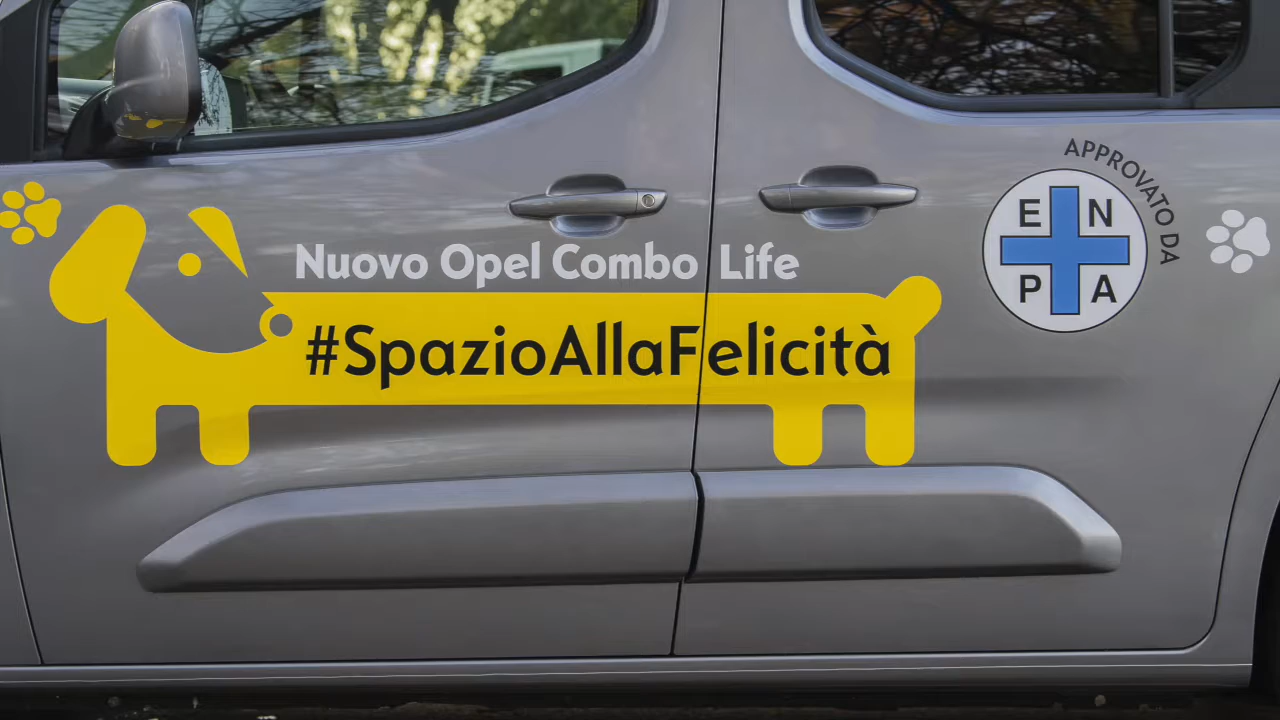 Nuovo Opel Combo Life
#SpazioAllaFelicità
APPROVATO DA
E N
P A